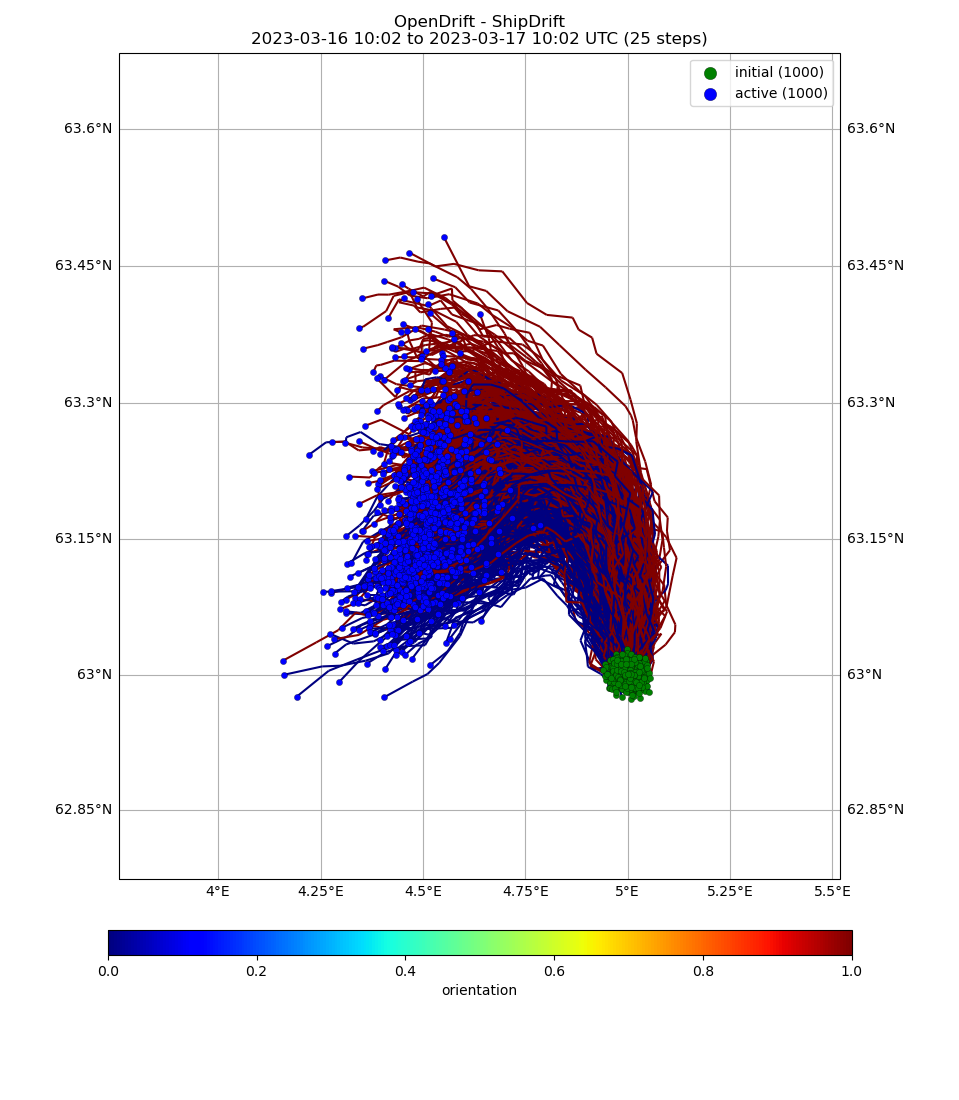 OpenDrift - ShipDrift
2023-03-16 10:02 to 2023-03-17 10:02 UTC (25 steps)
initial (1000)
active (1000)
63.6°N 63.6°N
63.45°N 63.45°N
63.3°N 63.3°N
63.15°N 63.15°N
63°N 63°N
62.85°N 62.85°N
4°E 4.25°E 4.5°E 4.75°E 5°E 5.25°E 5.5°E
0.0 0.2 0.4 0.6 0.8 1.0
orientation